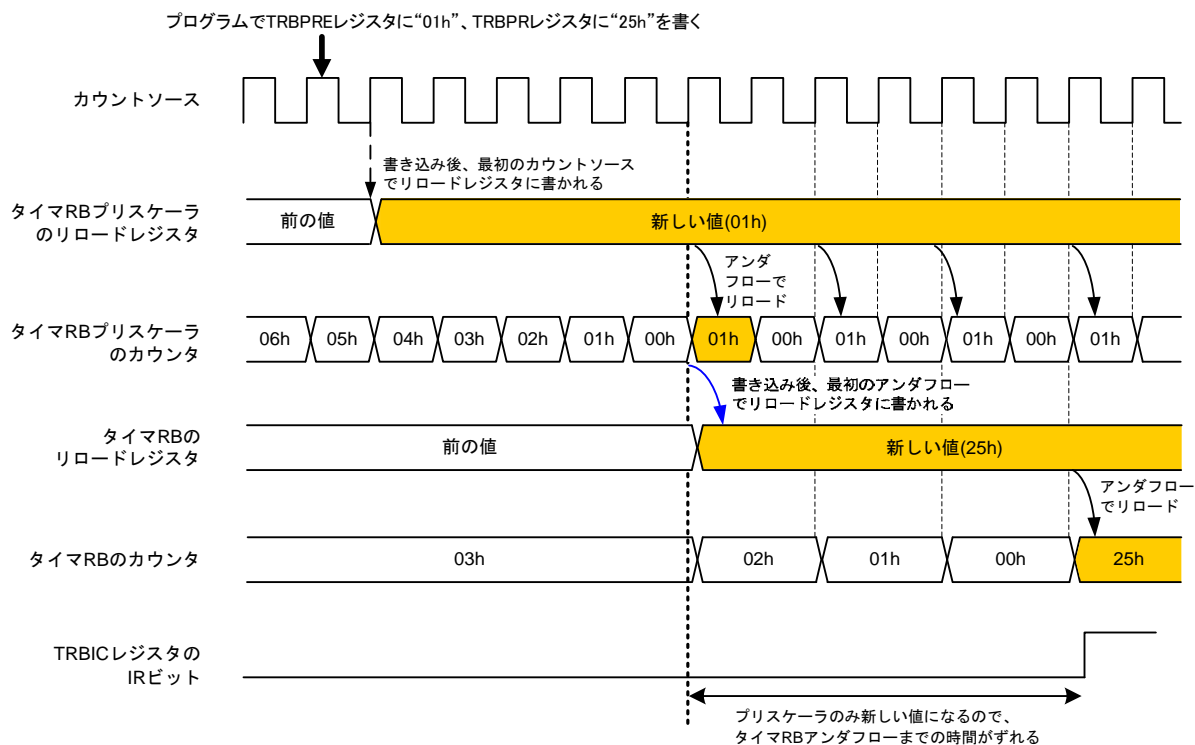 プログラムでTRBPREレジスタに“01h”、TRBPRレジスタに“25h”を書く
カウントソース
書き込み後、最初のカウントソース
でリロードレジスタに書かれる
タイマRBプリスケーラ
のリロードレジスタ
前の値
新しい値(01h)
アンダ
フローで
リロード
タイマRBプリスケーラ
のカウンタ
06h 05h 04h 03h 02h 01h 00h 01h 00h 01h 00h 01h 00h 01h
書き込み後、最初のアンダフロー
でリロードレジスタに書かれる
タイマRBの
リロードレジスタ
前の値
新しい値(25h)
アンダフロー
でリロード
タイマRBのカウンタ
03h 02h 01h 00h 25h
TRBICレジスタの
IRビット
プリスケーラのみ新しい値になるので、
タイマRBアンダフローまでの時間がずれる